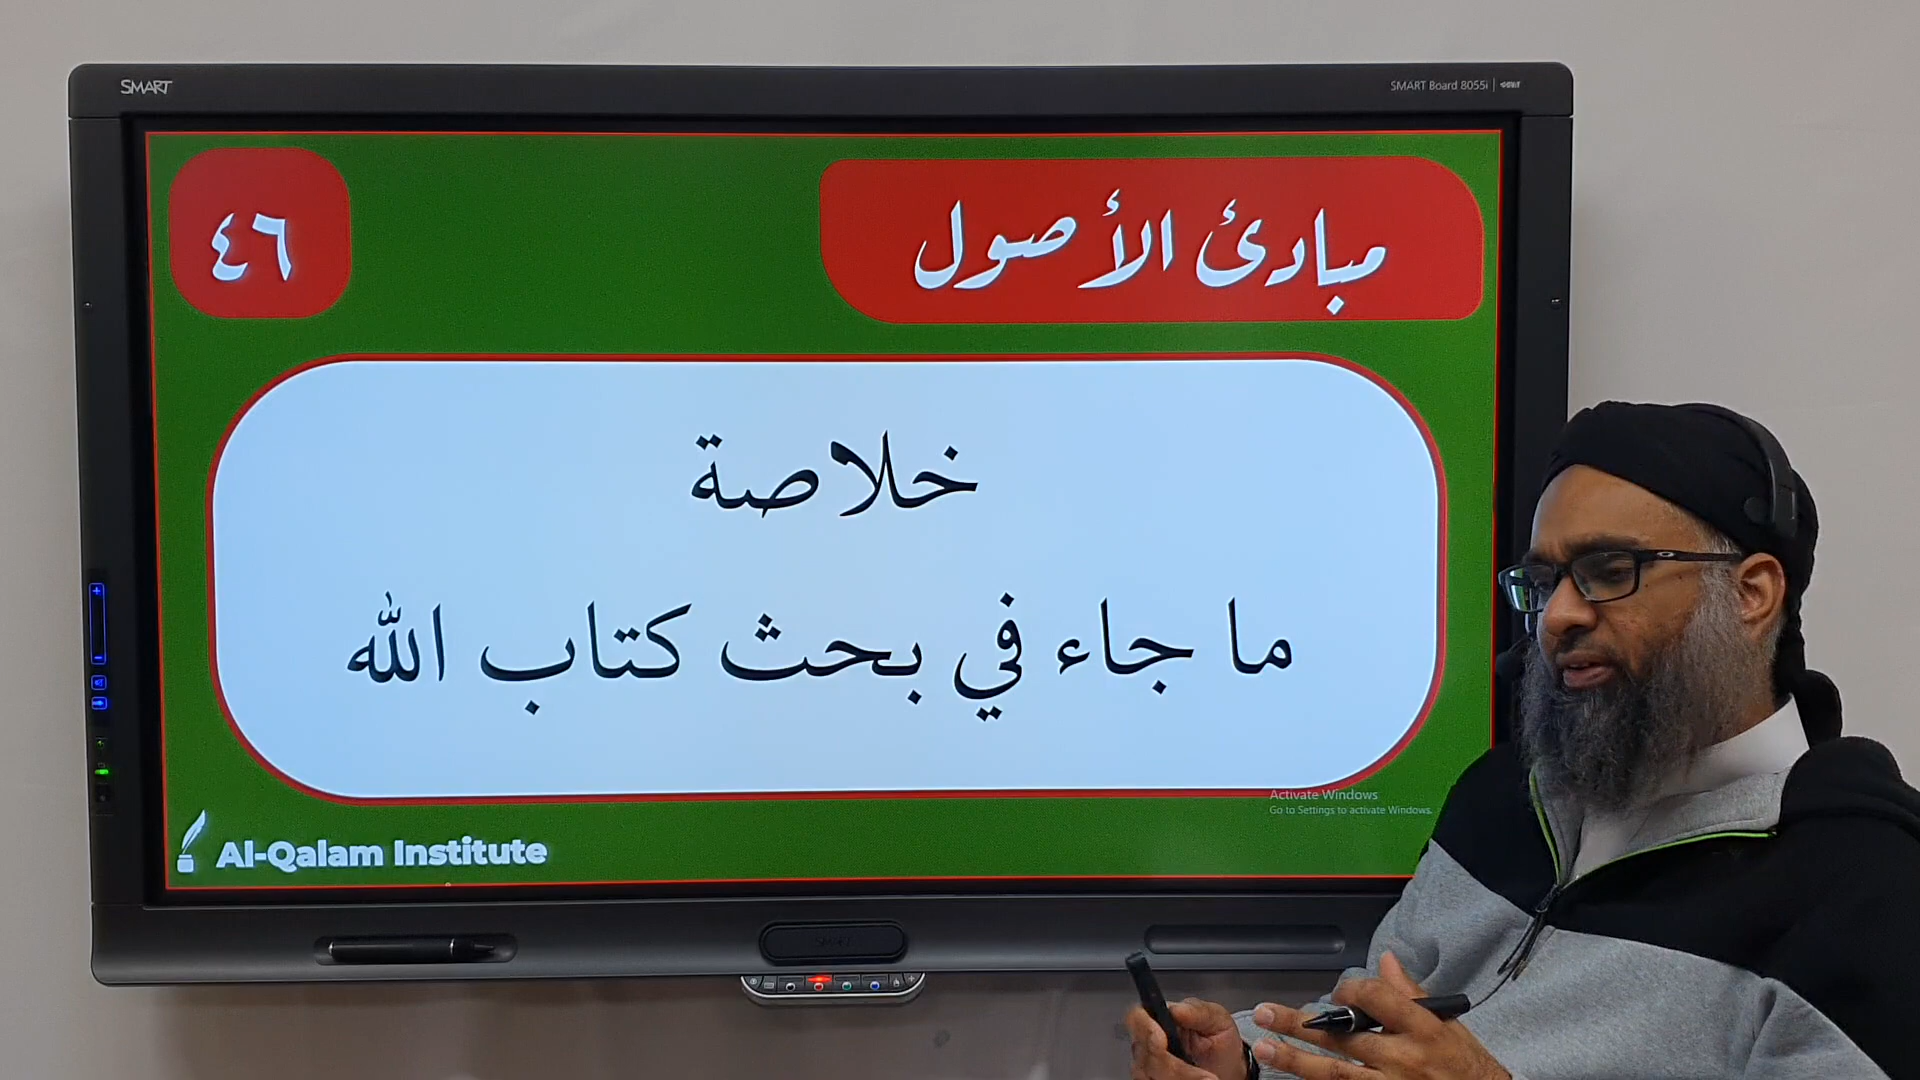 SMART
SMART Board 8055i
مبادئ الأصول
٤٦
خلاصة
ما جاء في بحث كتاب الله
Activate Windows
Go to Settings to activate Windows.
Al-Qalam Institute